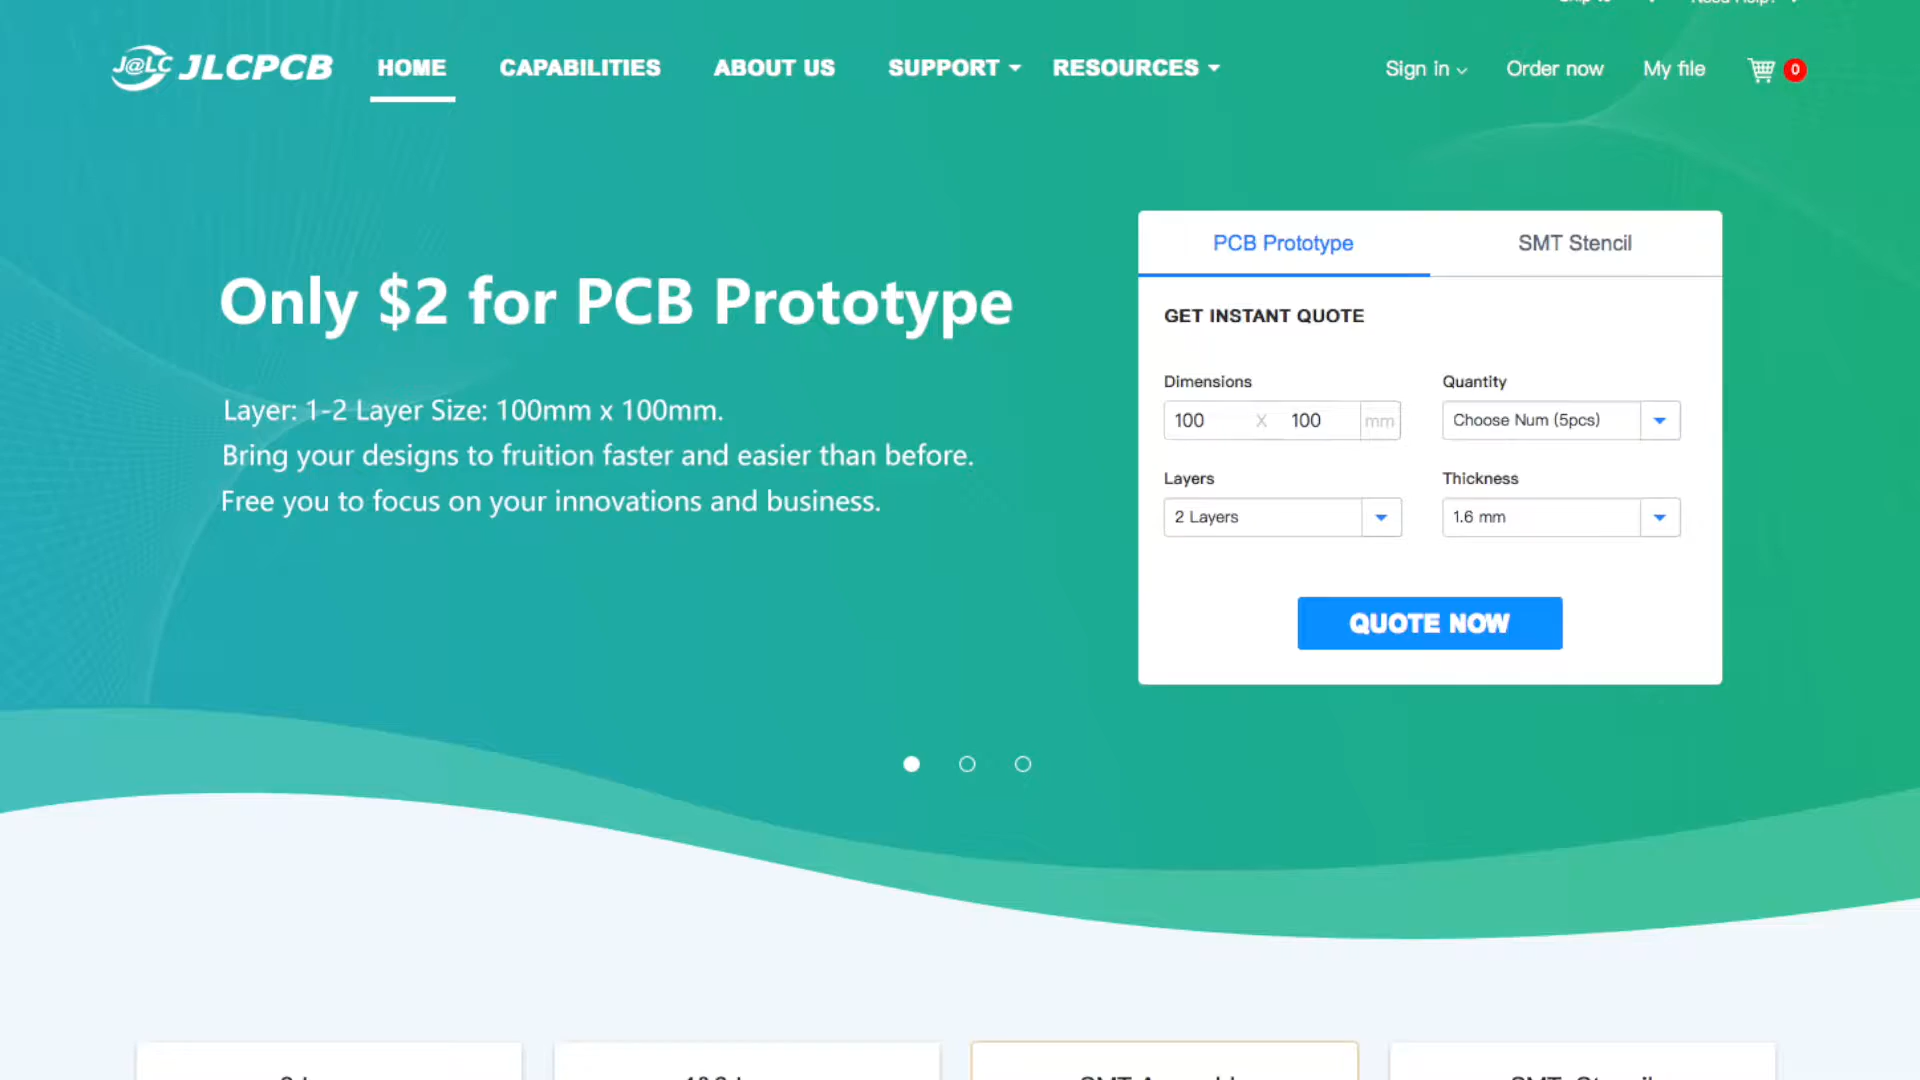 J@LC JLCPCB HOME CAPABILITIES ABOUT US SUPPORT RESOURCES Sign in Order now My file 0
Only $2 for PCB Prototype
Layer: 1-2 Layer Size: 100mm x 100mm.
Bring your designs to fruition faster and easier than before.
Free you to focus on your innovations and business.
PCB Prototype SMT Stencil
GET INSTANT QUOTE
Dimensions Quantity
100 X 100 mm Choose Num (5pcs)
Layers Thickness
2 Layers 1.6 mm
QUOTE NOW